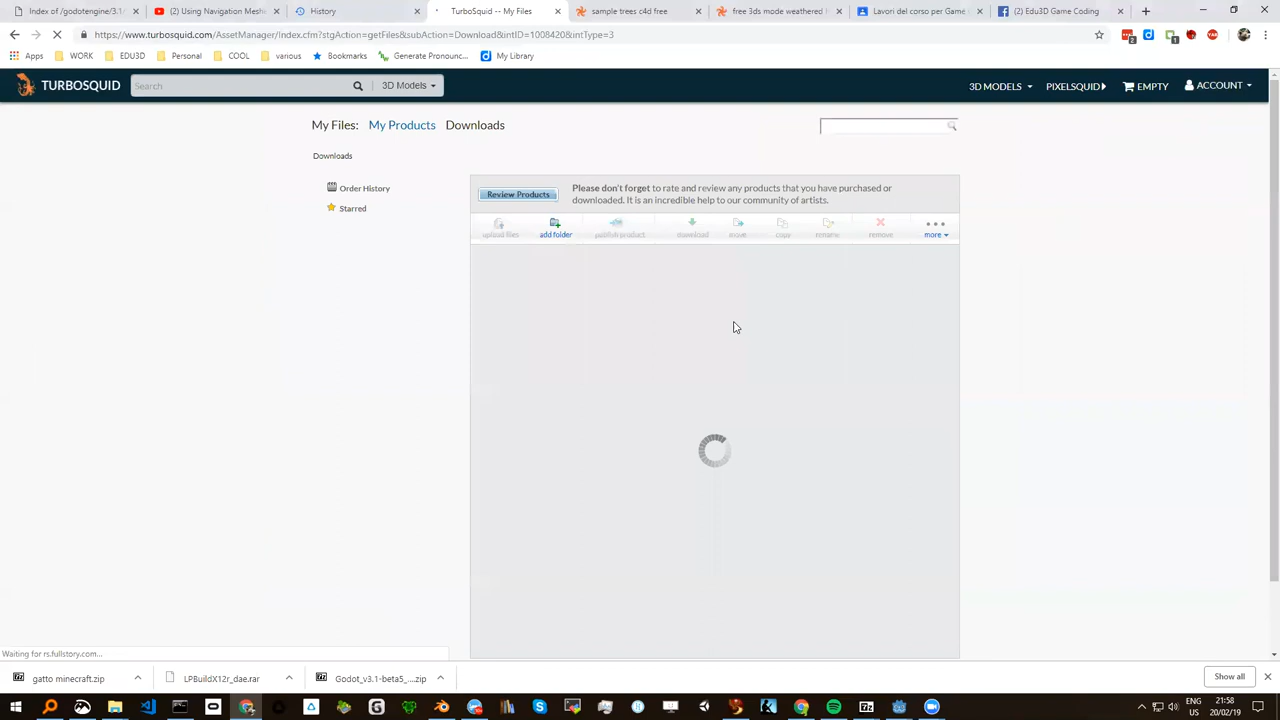 Index of /godotengine/3.1/
(2) Using Navigation Mesh
History
TurboSquid -- My Files
sample trees c4d free
free 3ds mode weathered
Lavori del corso per Game
(2) Edu3D Game Coding
https://www.turbosquid.com/AssetManager/Index.cfm?stgAction=getFiles&subAction=Download&intID=1008420&intType=3
Apps
WORK
EDU3D
Personal
COOL
various
Bookmarks
Generate Pronounc...
My Library
TURBOSQUID
Search
3D Models
3D MODELS
PIXELSQUID
EMPTY
ACCOUNT
My Files:
My Products
Downloads
Downloads
Order History
Starred
Review Products
Please don't forget to rate and review any products that you have purchased or
downloaded. It is an incredible help to our community of artists.
upload files
add folder
publish product
download
move
copy
rename
remove
more
Waiting for rs.fullstory.com...
gatto minecraft.zip
LPBuildX12r_dae.rar
Godot_v3.1-beta5_....zip
Show all
ENG
US
21:58
20/02/19